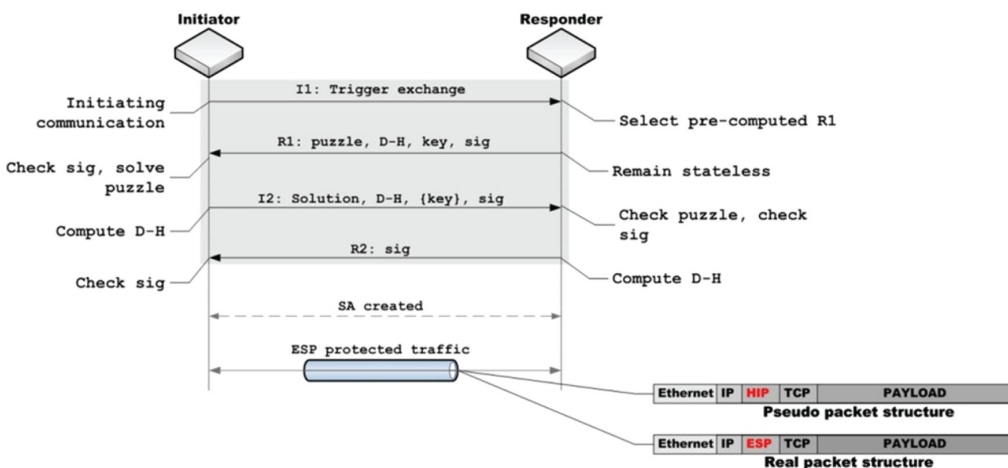 Initiator
Responder
I1: Trigger exchange
Initiating
communication
Select pre-computed R1
R1: puzzle, D-H, key, sig
Check sig, solve
puzzle
Remain stateless
I2: Solution, D-H, {key}, sig
Compute D-H
Check puzzle, check
sig
R2: sig
Check sig
Compute D-H
SA created
ESP protected traffic
Ethernet IP HIP TCP PAYLOAD
Pseudo packet structure
Ethernet IP ESP TCP PAYLOAD
Real packet structure